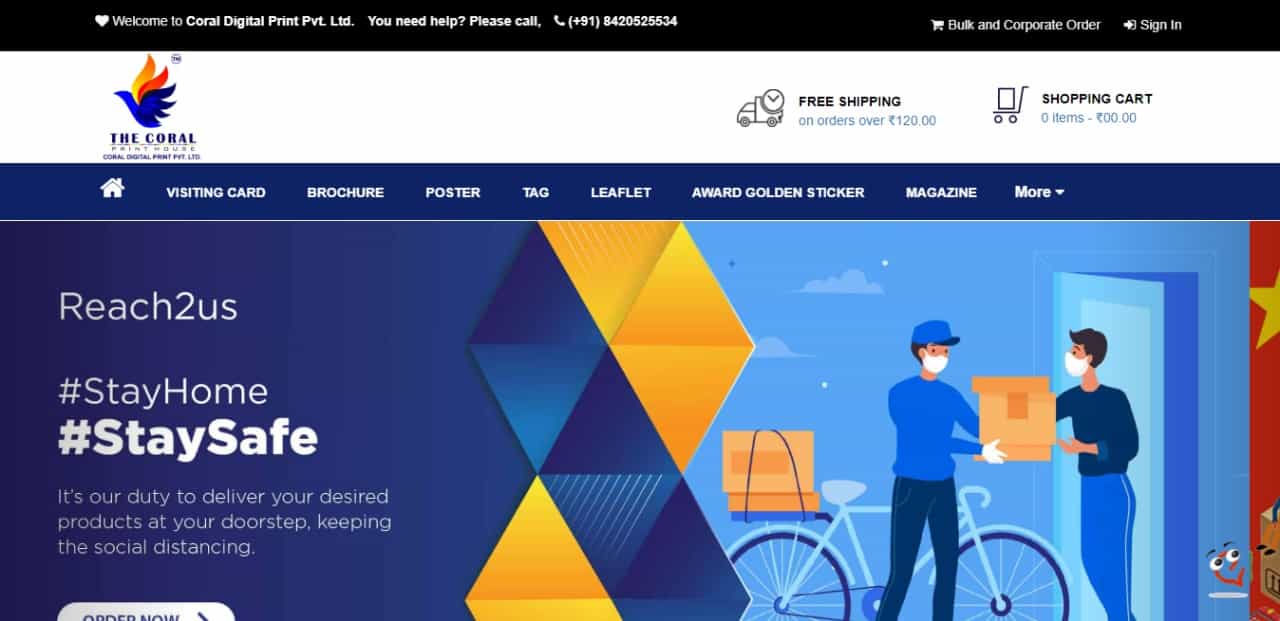 Welcome to Coral Digital Print Pvt. Ltd. You need help? Please call, (+91) 8420525534
Bulk and Corporate Order Sign In
THE CORAL
PRINT HOUSE
CORAL DIGITAL PRINT PVT. LTD.
TM
FREE SHIPPING
on orders over ₹120.00
SHOPPING CART
0 items - ₹00.00
VISITING CARD BROCHURE POSTER TAG LEAFLET AWARD GOLDEN STICKER MAGAZINE More
Reach2us
#StayHome
#StaySafe
It's our duty to deliver your desired
products at your doorstep, keeping
the social distancing.
ORDER NOW